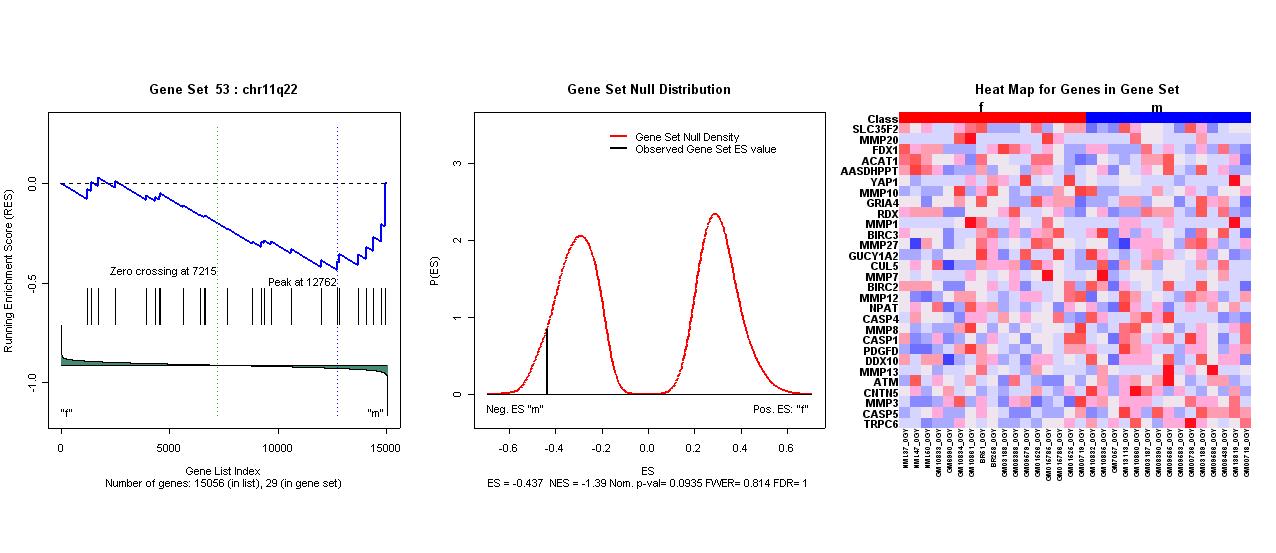 Gene Set 53 : chr11q22
0.0
-0.5
-1.0
Running Enrichment Score (RES)
Zero crossing at 7215
Peak at 12762
"f"
"m"
0
5000
10000
15000
Gene List Index
Number of genes: 15056 (in list), 29 (in gene set)
Gene Set Null Distribution
Gene Set Null Density
Observed Gene Set ES value
3
2
1
0
P(ES)
Neg. ES "m"
Pos. ES: "f"
-0.6
-0.4
-0.2
0.0
0.2
0.4
0.6
ES
ES = -0.437 NES = -1.39 Nom. p-val= 0.0935 FWER= 0.814 FDR= 1
Heat Map for Genes in Gene Set
f
m
Class
SLC35F2
MMP20
FDX1
ACAT1
AASDHPPT
YAP1
MMP10
GRIA4
RDX
MMP1
BIRC3
MMP27
GUCY1A2
CUL5
MMP7
BIRC2
MMP12
NPAT
CASP4
MMP8
CASP1
PDGFD
DDX10
MMP13
ATM
CNTN5
MMP3
CASP5
TRPC6